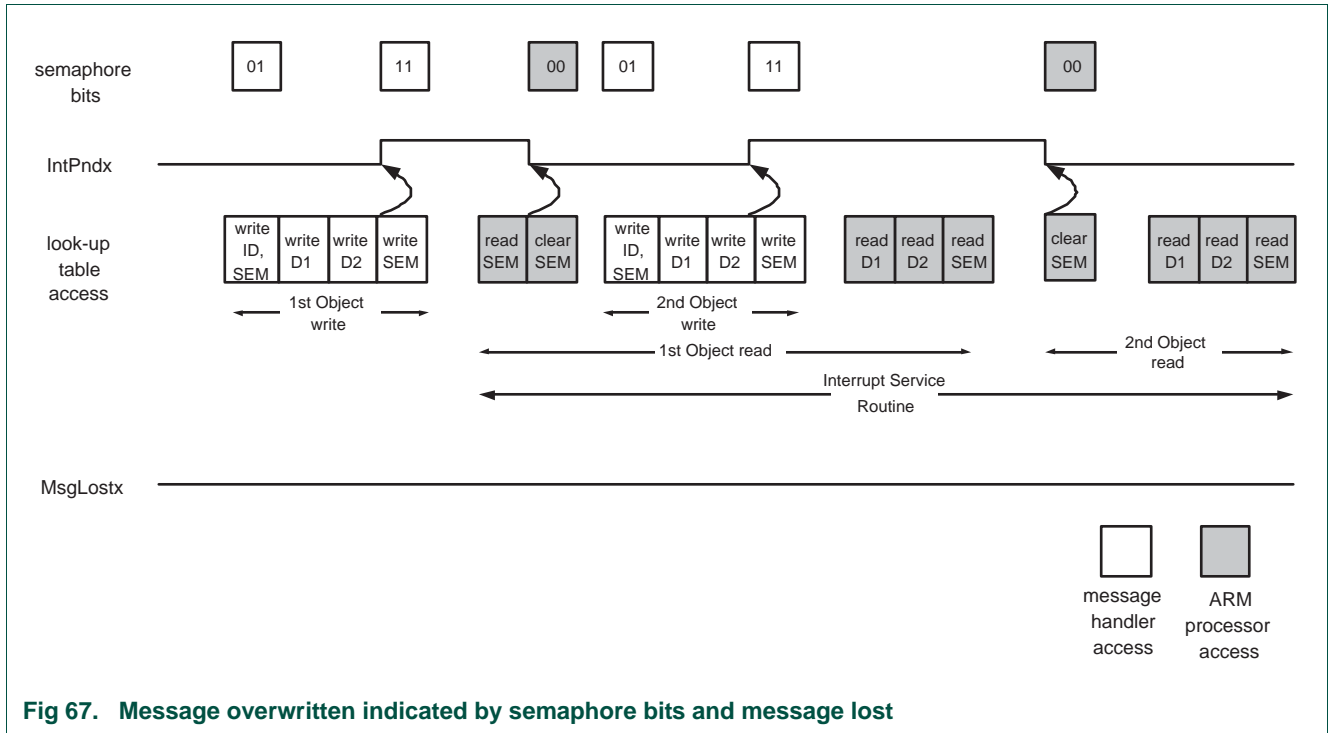 semaphore
bits
01
11
00
01
11
00
IntPndx
look-up
table
access
write
ID,
SEM
write
D1
write
D2
write
SEM
read
SEM
clear
SEM
write
ID,
SEM
write
D1
write
D2
write
SEM
read
D1
read
D2
read
SEM
clear
SEM
read
D1
read
D2
read
SEM
1st Object
write
2nd Object
write
1st Object read
2nd Object
read
Interrupt Service
Routine
MsgLostx
message
handler
access
ARM
processor
access
Fig 67. Message overwritten indicated by semaphore bits and message lost